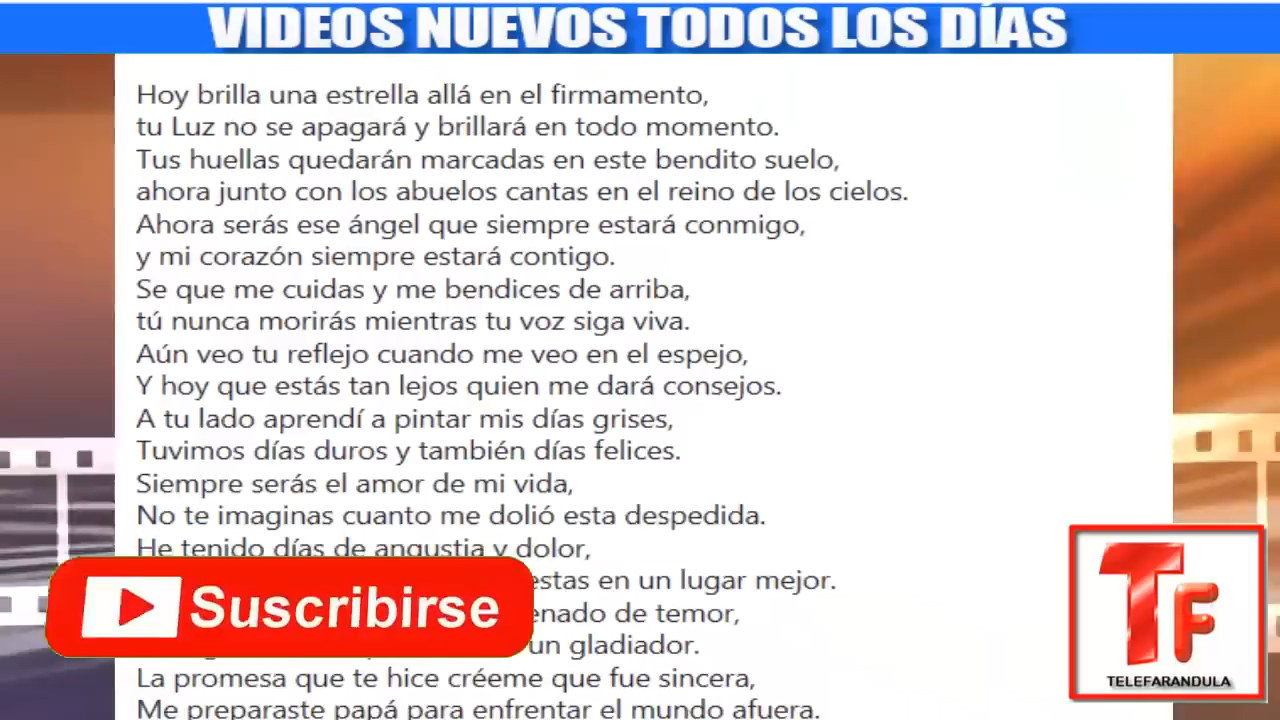 VIDEOS NUEVOS TODOS LOS DÍAS
Hoy brilla una estrella allá en el firmamento,
tu Luz no se apagará y brillará en todo momento.
Tus huellas quedarán marcadas en este bendito suelo,
ahora junto con los abuelos cantas en el reino de los cielos.
Ahora serás ese ángel que siempre estará conmigo,
y mi corazón siempre estará contigo.
Se que me cuidas y me bendices de arriba,
tú nunca morirás mientras tu voz siga viva.
Aún veo tu reflejo cuando me veo en el espejo,
Y hoy que estás tan lejos quien me dará consejos.
A tu lado aprendí a pintar mis días grises,
Tuvimos días duros y también días felices.
Siempre serás el amor de mi vida,
No te imaginas cuanto me dolió esta despedida.
He tenido días de angustia y dolor,
estas en un lugar mejor.
de temor,
un gladiador.
La promesa que te hice créeme que fue sincera,
Me preparaste papá para enfrentar el mundo afuera.
Suscribirse
TF
TELEFARANDULA